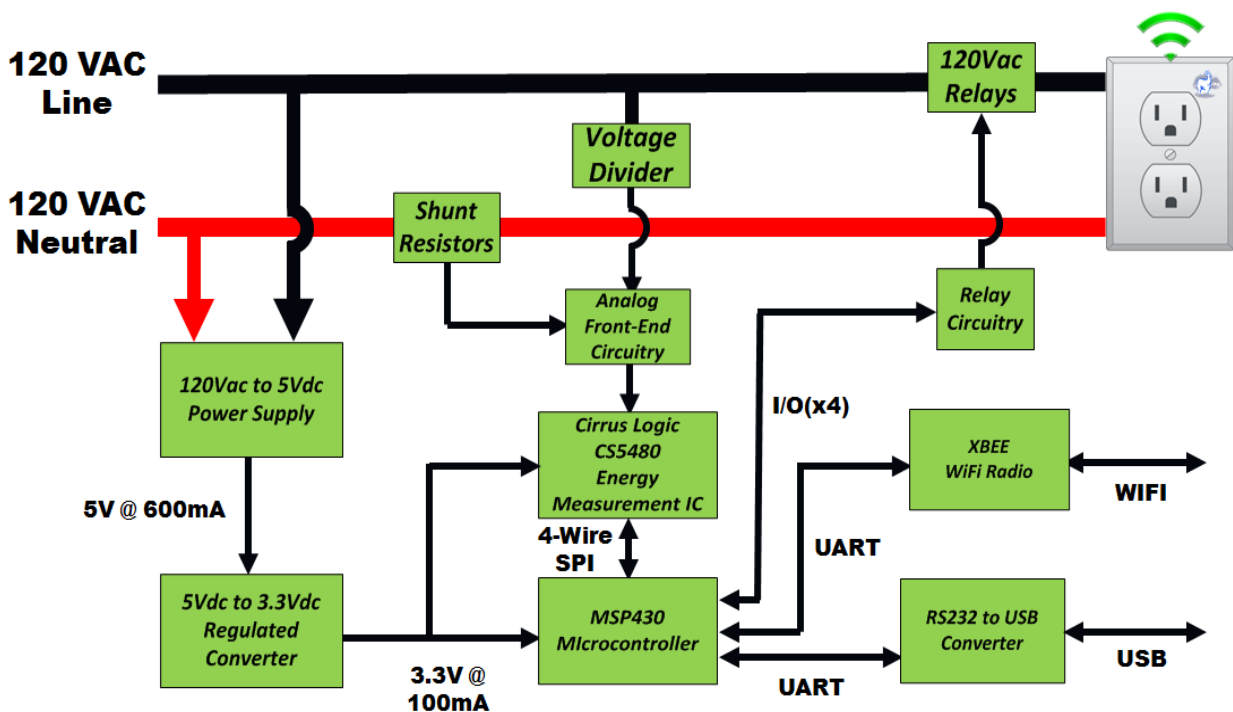 120 VAC
Line
120Vac
Relays
Voltage
Divider
120 VAC
Neutral
Shunt
Resistors
Analog
Front-End
Circuitry
Relay
Circuitry
120Vac to 5Vdc
Power Supply
I/O(x4)
Cirrus Logic
CS5480
Energy
Measurement IC
XBEE
WiFi Radio
WIFI
5V @ 600mA
4-Wire
SPI
UART
5Vdc to 3.3Vdc
Regulated
Converter
MSP430
MIcrocontroller
RS232 to USB
Converter
USB
3.3V @
100mA
UART